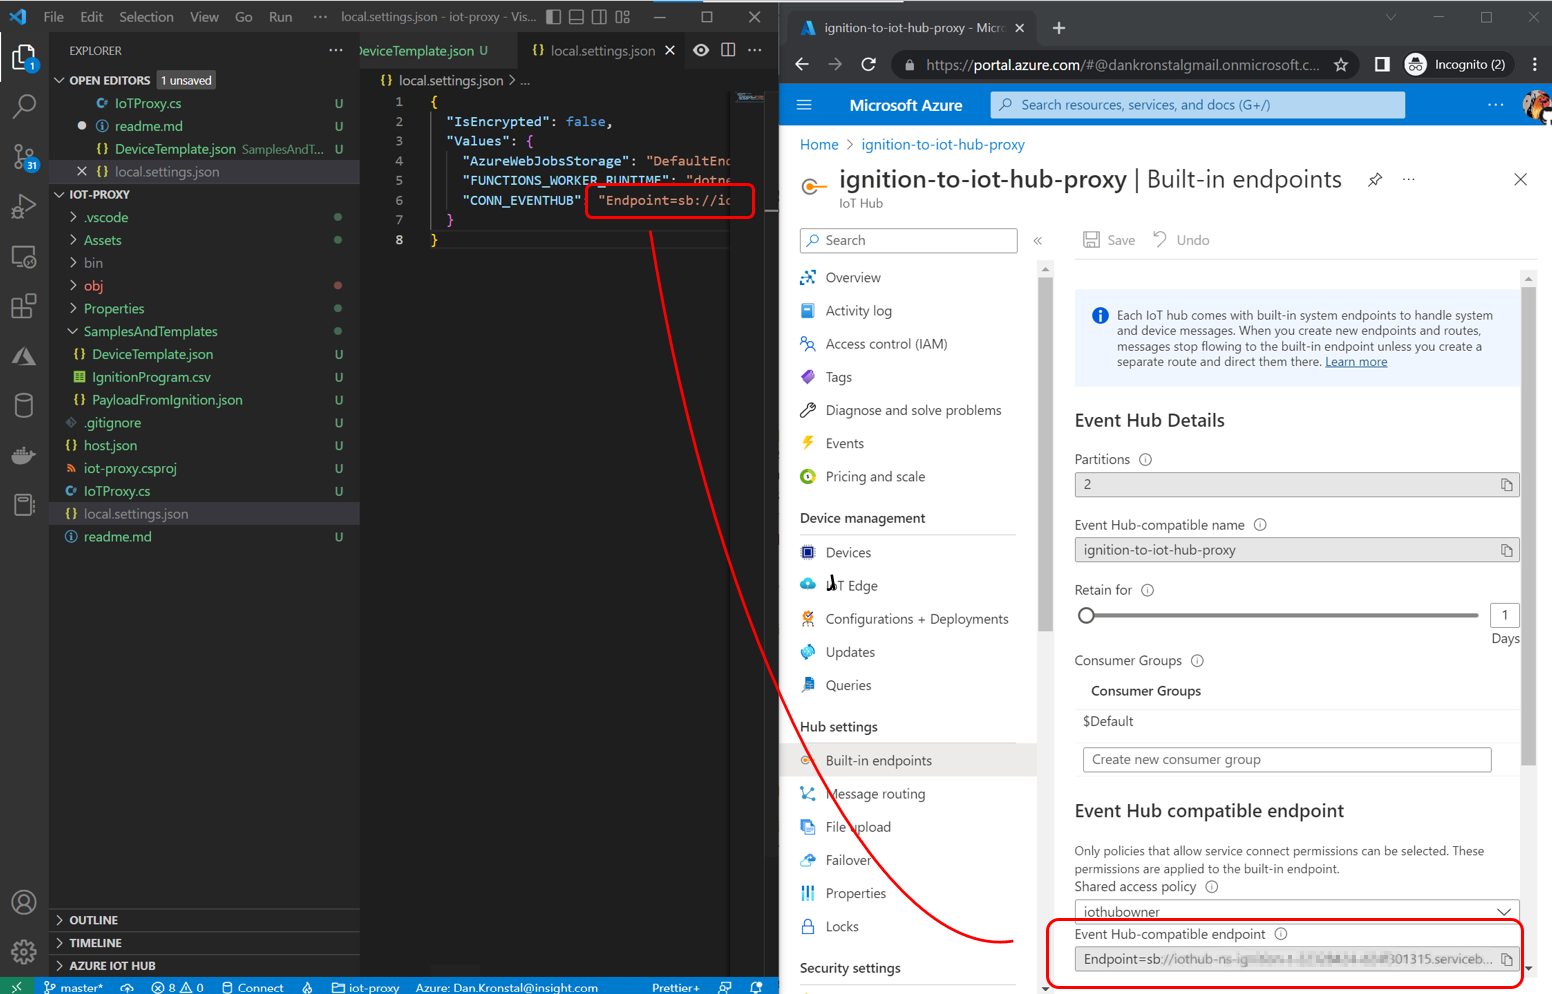 File Edit Selection View Go Run ··· local.settings.json - iot-proxy - Vis...
EXPLORER ···
OPEN EDITORS 1 unsaved
IoTProxy.cs U
readme.md U
DeviceTemplate.json SamplesAndT... U
local.settings.json
IOT-PROXY
.vscode
Assets
bin
obj
Properties
SamplesAndTemplates
DeviceTemplate.json U
IgnitionProgram.csv U
PayloadFromIgnition.json U
.gitignore U
host.json U
iot-proxy.csproj U
IoTProxy.cs U
local.settings.json
readme.md U
OUTLINE
TIMELINE
AZURE IOT HUB
1
31
DeviceTemplate.json U
{} local.settings.json
{} local.settings.json > ...
1 {
2 "IsEncrypted": false,
3 "Values": {
4 "AzureWebJobsStorage": "DefaultEnd
5 "FUNCTIONS_WORKER_RUNTIME": "dotne
6 "CONN_EVENTHUB": "Endpoint=sb://io
7 }
8 }
master* 8 0 Connect iot-proxy Azure: Dan.Kronstal@insight.com Prettier+
ignition-to-iot-hub-proxy - Micro
https://portal.azure.com/#@dankronstalgmail.onmicrosoft.c...
Incognito (2)
Microsoft Azure
Search resources, services, and docs (G+/)
Home > ignition-to-iot-hub-proxy
ignition-to-iot-hub-proxy | Built-in endpoints
IoT Hub
Search
Overview
Activity log
Access control (IAM)
Tags
Diagnose and solve problems
Events
Pricing and scale
Device management
Devices
IoT Edge
Configurations + Deployments
Updates
Queries
Hub settings
Built-in endpoints
Message routing
File upload
Failover
Properties
Locks
Security settings
Save Undo
Each IoT hub comes with built-in system endpoints to handle system
and device messages. When you create new endpoints and routes,
messages stop flowing to the built-in endpoint unless you create a
separate route and direct them there. Learn more
Event Hub Details
Partitions
2
Event Hub-compatible name
ignition-to-iot-hub-proxy
Retain for
1
Days
Consumer Groups
Consumer Groups
$Default
Create new consumer group
Event Hub compatible endpoint
Only policies that allow service connect permissions can be selected. These
permissions are applied to the built-in endpoint.
Shared access policy
iothubowner
Event Hub-compatible endpoint
Endpoint=sb://iothub-ns- 301315.serviceb...